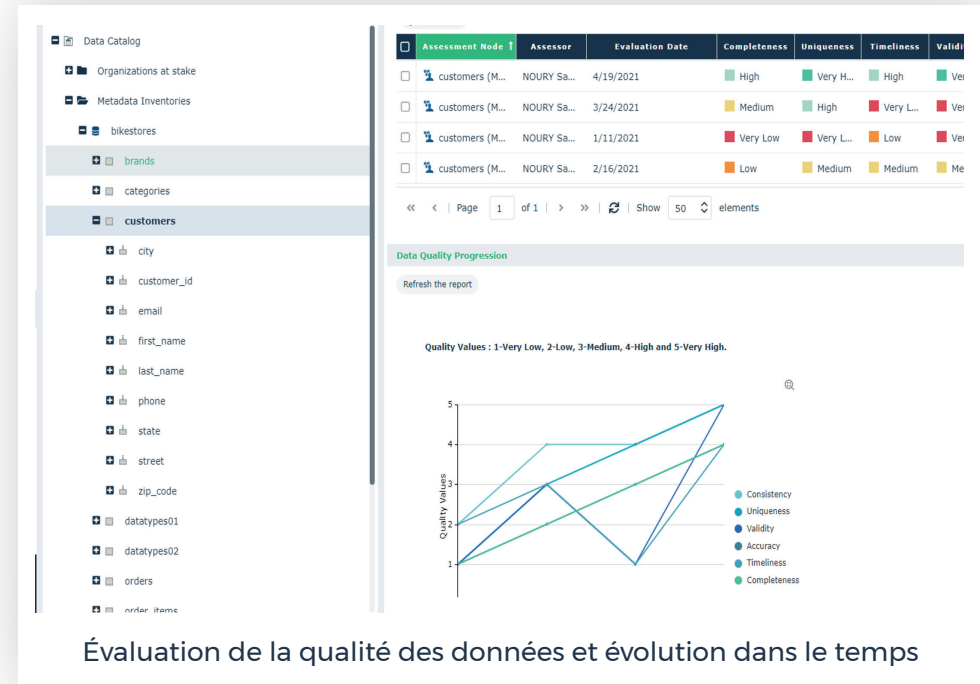 Data Catalog
Organizations at stake
Metadata Inventories
bikestores
brands
categories
customers
city
customer_id
email
first_name
last_name
phone
state
street
zip_code
datatypes01
datatypes02
orders
order_items
Assessment Node ↑ Assessor Evaluation Date Completeness Uniqueness Timeliness Validi
customers (M... NOURY Sa... 4/19/2021 High Very H... High Ve
customers (M... NOURY Sa... 3/24/2021 Medium High Very L... Ve
customers (M... NOURY Sa... 1/11/2021 Very Low Very L... Low Ve
customers (M... NOURY Sa... 2/16/2021 Low Medium Medium Me
Page 1 of 1 Show 50 elements
Data Quality Progression
Refresh the report
Quality Values : 1-Very Low, 2-Low, 3-Medium, 4-High and 5-Very High.
Quality Values
5
4
3
2
1
Consistency
Uniqueness
Validity
Accuracy
Timeliness
Completeness
Évaluation de la qualité des données et évolution dans le temps